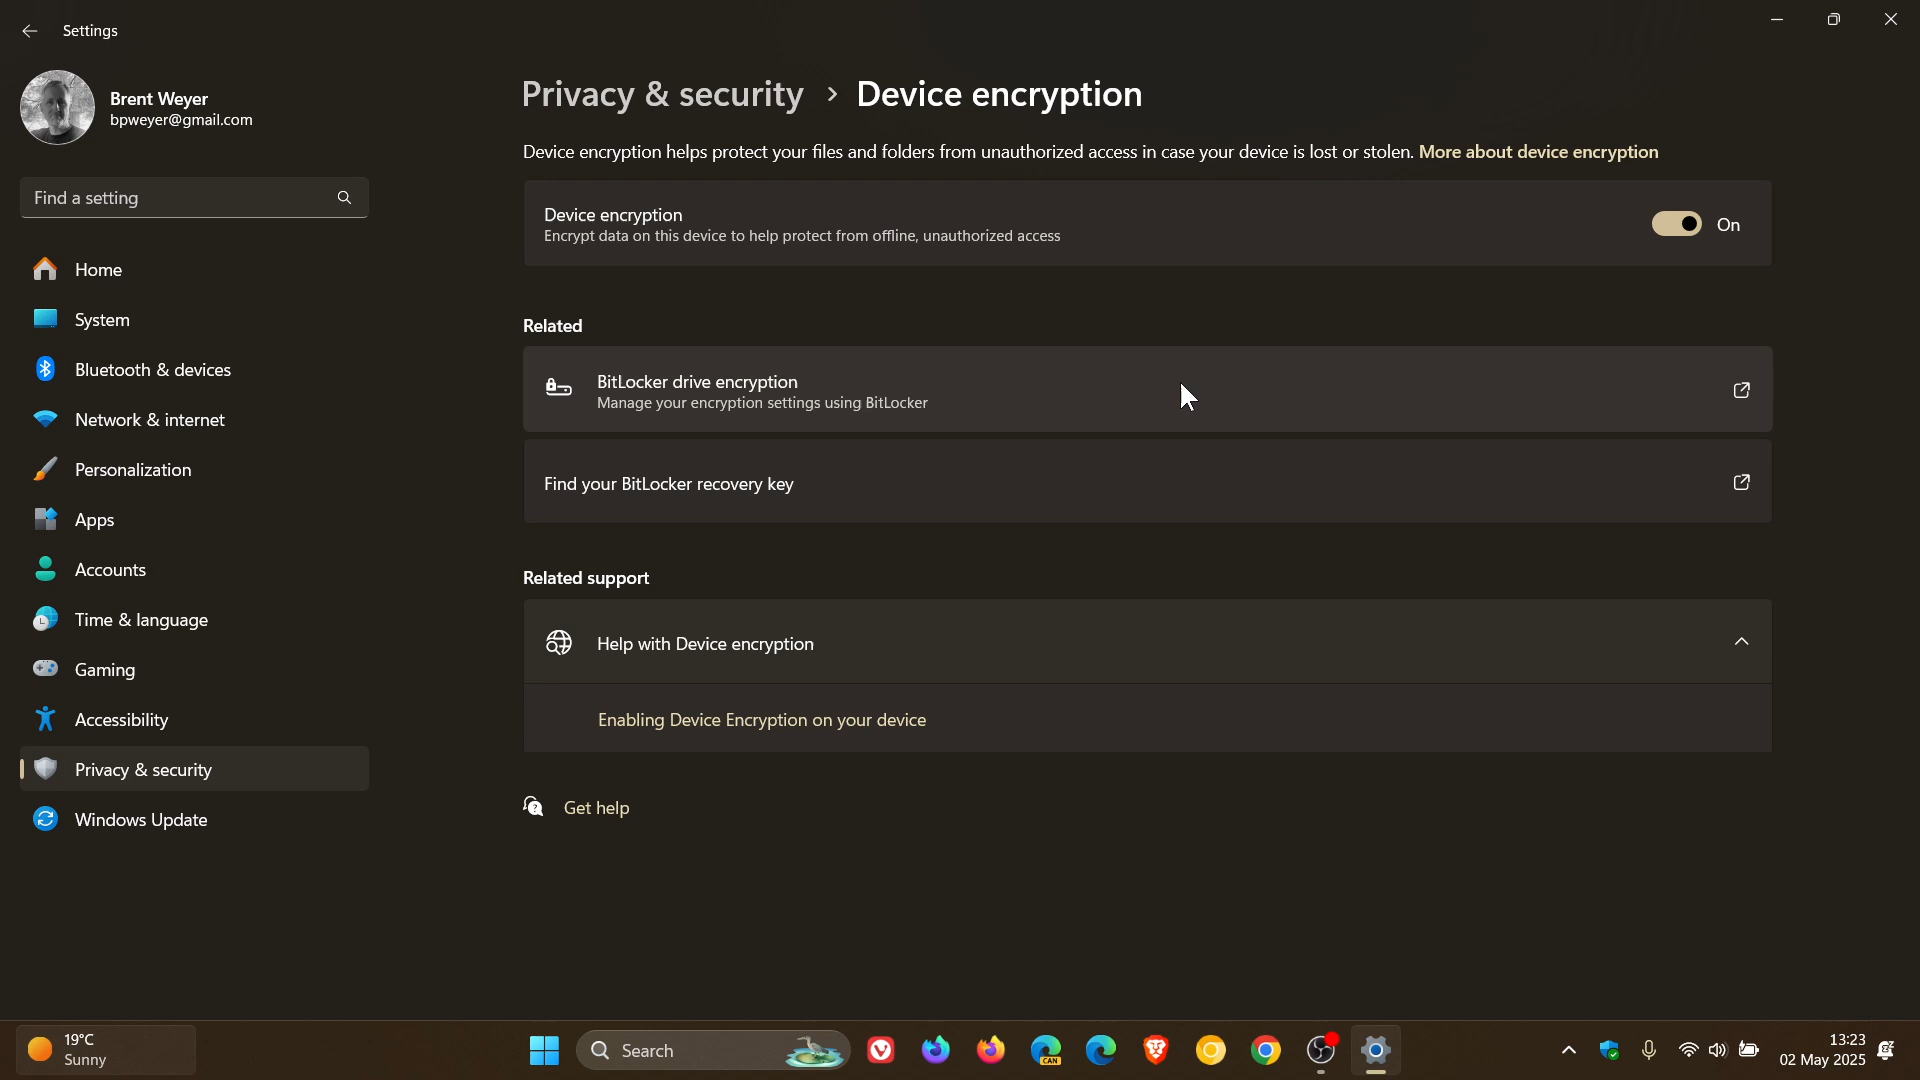 Settings
Brent Weyer
bpweyer@gmail.com
Find a setting
Home
System
Bluetooth & devices
Network & internet
Personalization
Apps
Accounts
Time & language
Gaming
Accessibility
Privacy & security
Windows Update
Privacy & security > Device encryption
Device encryption helps protect your files and folders from unauthorized access in case your device is lost or stolen. More about device encryption
Device encryption
Encrypt data on this device to help protect from offline, unauthorized access
On
Related
BitLocker drive encryption
Manage your encryption settings using BitLocker
Find your BitLocker recovery key
Related support
Help with Device encryption
Enabling Device Encryption on your device
Get help
19°C
Sunny
Search
CAN
13:23
02 May 2025